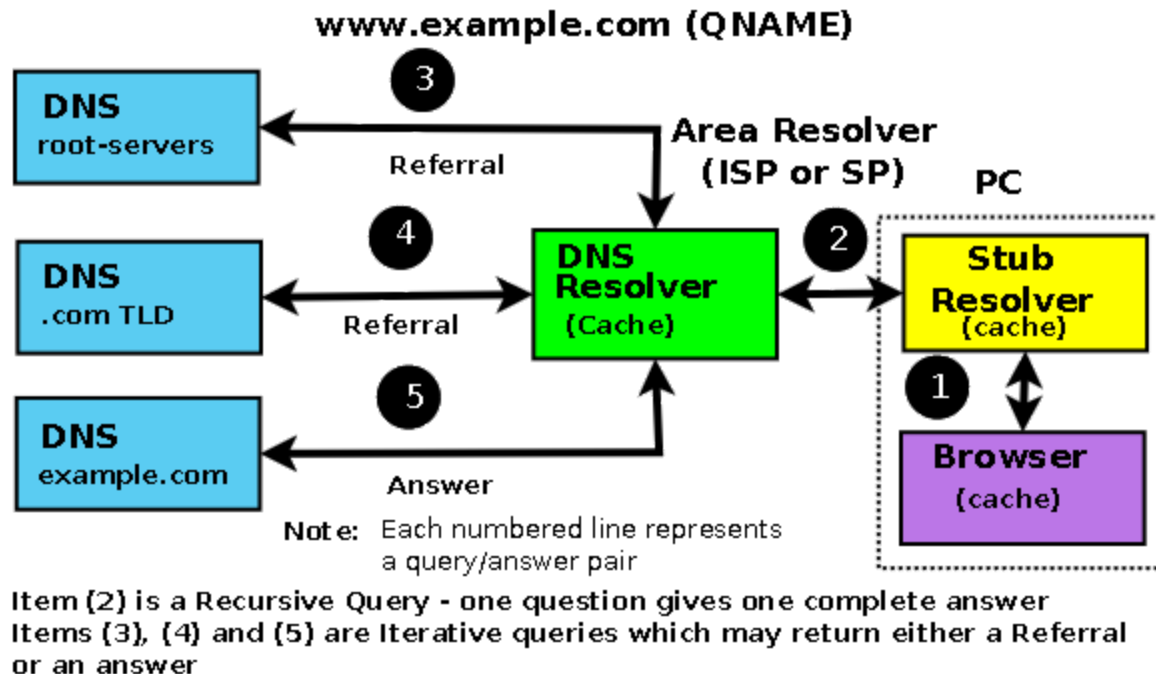 www.example.com (QNAME)
3
DNS
root-servers
Referral
Area Resolver
(ISP or SP)
PC
4
2
DNS
.com TLD
Referral
DNS
Resolver
(Cache)
Stub
Resolver
(cache)
5
1
DNS
example.com
Answer
Browser
(cache)
Note: Each numbered line represents
a query/answer pair
Item (2) is a Recursive Query - one question gives one complete answer
Items (3), (4) and (5) are Iterative queries which may return either a Referral
or an answer